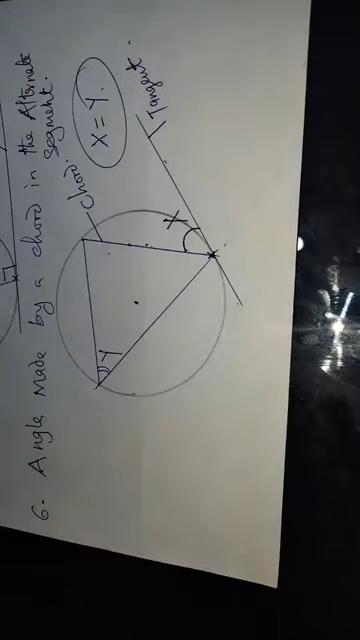 6. Angle Made by a chord in the Alternate
Segment.
X = Y.
chord.
Tangent.
X
Y